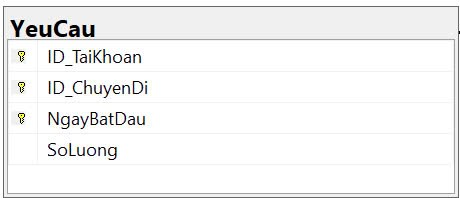 YeuCau
ID_TaiKhoan
ID_ChuyenDi
NgayBatDau
SoLuong